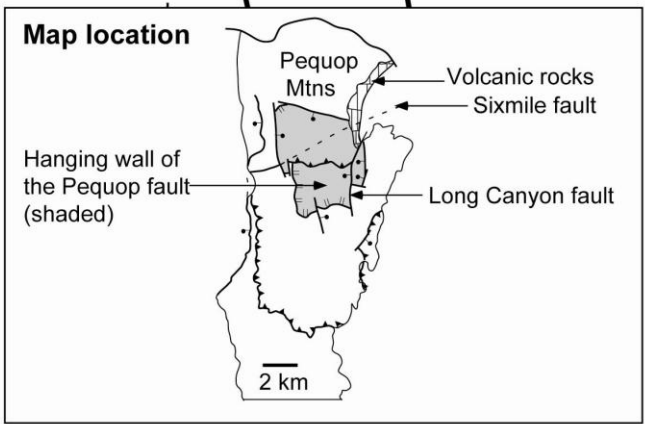 Map location
Pequop
Mtns
Volcanic rocks
Sixmile fault
Hanging wall of
the Pequop fault
(shaded)
Long Canyon fault
2 km